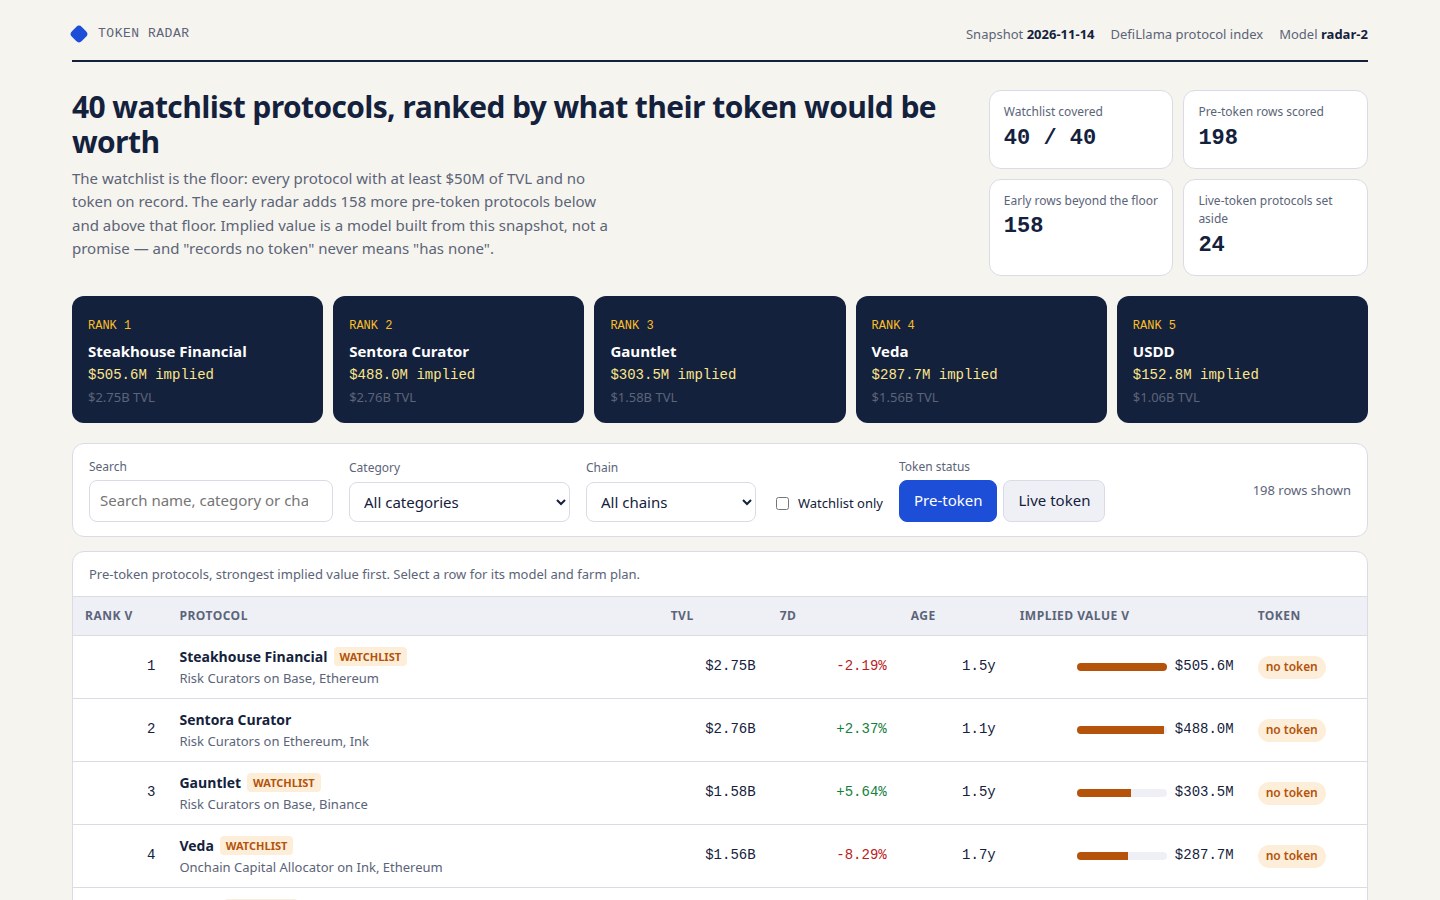 TOKEN RADAR
Snapshot 2026-11-14 DefiLlama protocol index Model radar-2
40 watchlist protocols, ranked by what their token would be
worth
The watchlist is the floor: every protocol with at least $50M of TVL and no
token on record. The early radar adds 158 more pre-token protocols below
and above that floor. Implied value is a model built from this snapshot, not a
promise — and "records no token" never means "has none".
Watchlist covered
40 / 40
Pre-token rows scored
198
Early rows beyond the floor
158
Live-token protocols set
aside
24
RANK 1
Steakhouse Financial
$505.6M implied
$2.75B TVL
RANK 2
Sentora Curator
$488.0M implied
$2.76B TVL
RANK 3
Gauntlet
$303.5M implied
$1.58B TVL
RANK 4
Veda
$287.7M implied
$1.56B TVL
RANK 5
USDD
$152.8M implied
$1.06B TVL
Search
Search name, category or cha
Category
All categories
Chain
All chains
Watchlist only
Token status
Pre-token Live token
198 rows shown
Pre-token protocols, strongest implied value first. Select a row for its model and farm plan.
RANK V PROTOCOL TVL 7D AGE IMPLIED VALUE V TOKEN
1 Steakhouse Financial WATCHLIST $2.75B -2.19% 1.5y $505.6M no token
Risk Curators on Base, Ethereum
2 Sentora Curator $2.76B +2.37% 1.1y $488.0M no token
Risk Curators on Ethereum, Ink
3 Gauntlet WATCHLIST $1.58B +5.64% 1.5y $303.5M no token
Risk Curators on Base, Binance
4 Veda WATCHLIST $1.56B -8.29% 1.7y $287.7M no token
Onchain Capital Allocator on Ink, Ethereum